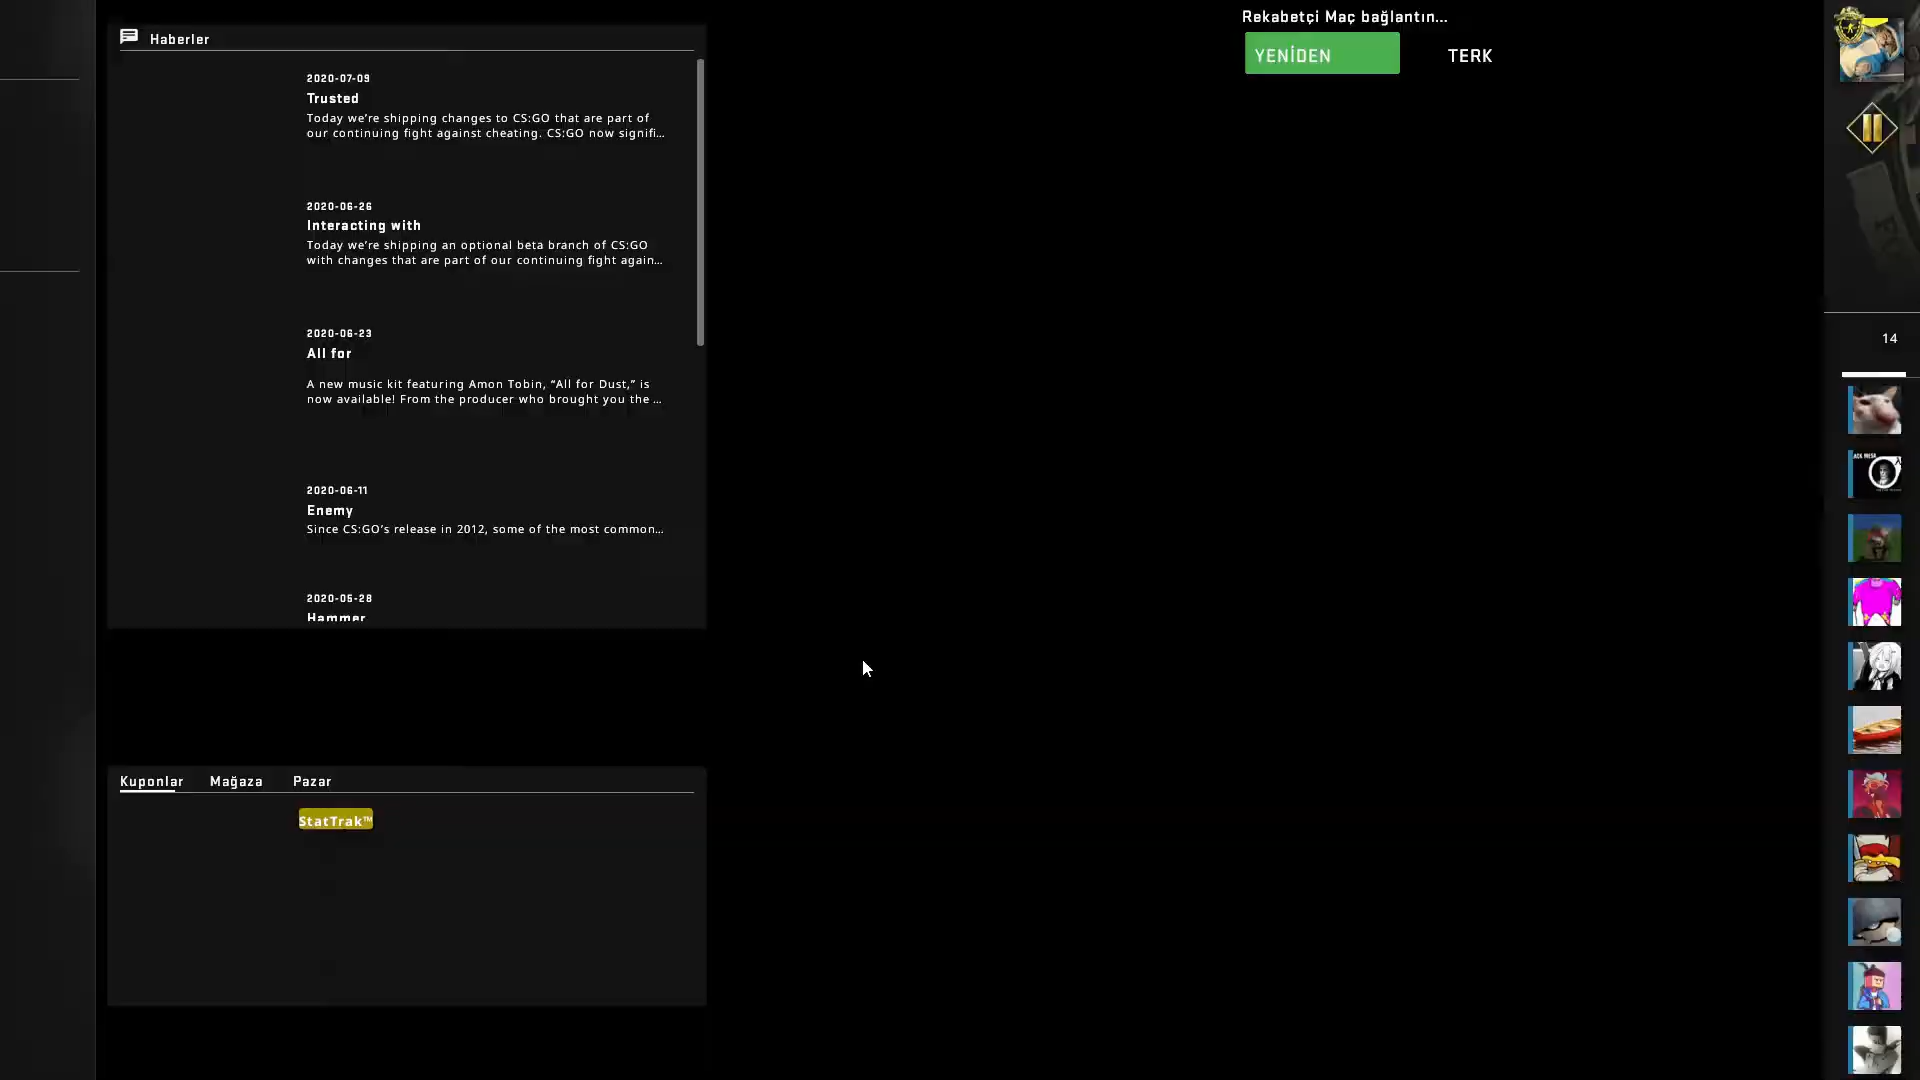 Haberler
2020-07-09
Trusted
Today we're shipping changes to CS:GO that are part of
our continuing fight against cheating. CS:GO now signifi...
2020-06-26
Interacting with
Today we're shipping an optional beta branch of CS:GO
with changes that are part of our continuing fight again...
2020-06-23
All for
A new music kit featuring Amon Tobin, “All for Dust,” is
now available! From the producer who brought you the ...
2020-06-11
Enemy
Since CS:GO's release in 2012, some of the most common...
2020-05-28
Hammer
Kuponlar Mağaza Pazar
StatTrak™
Rekabetçi Maç bağlantın...
YENİDEN TERK
14